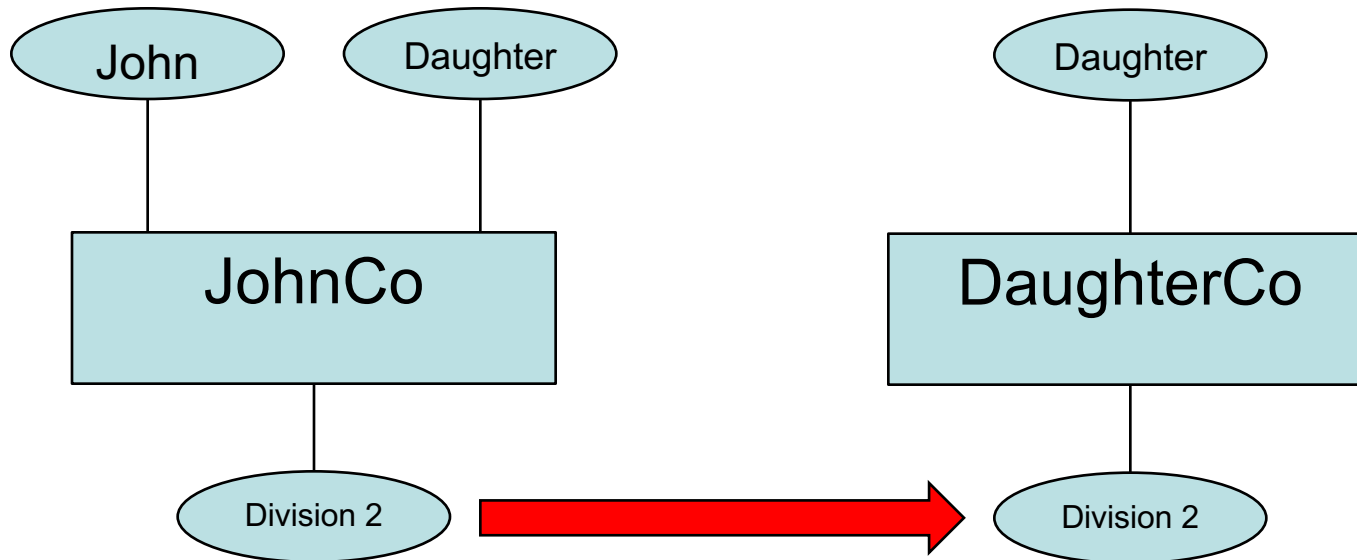 John
Daughter
Daughter
JohnCo
DaughterCo
Division 2
Division 2